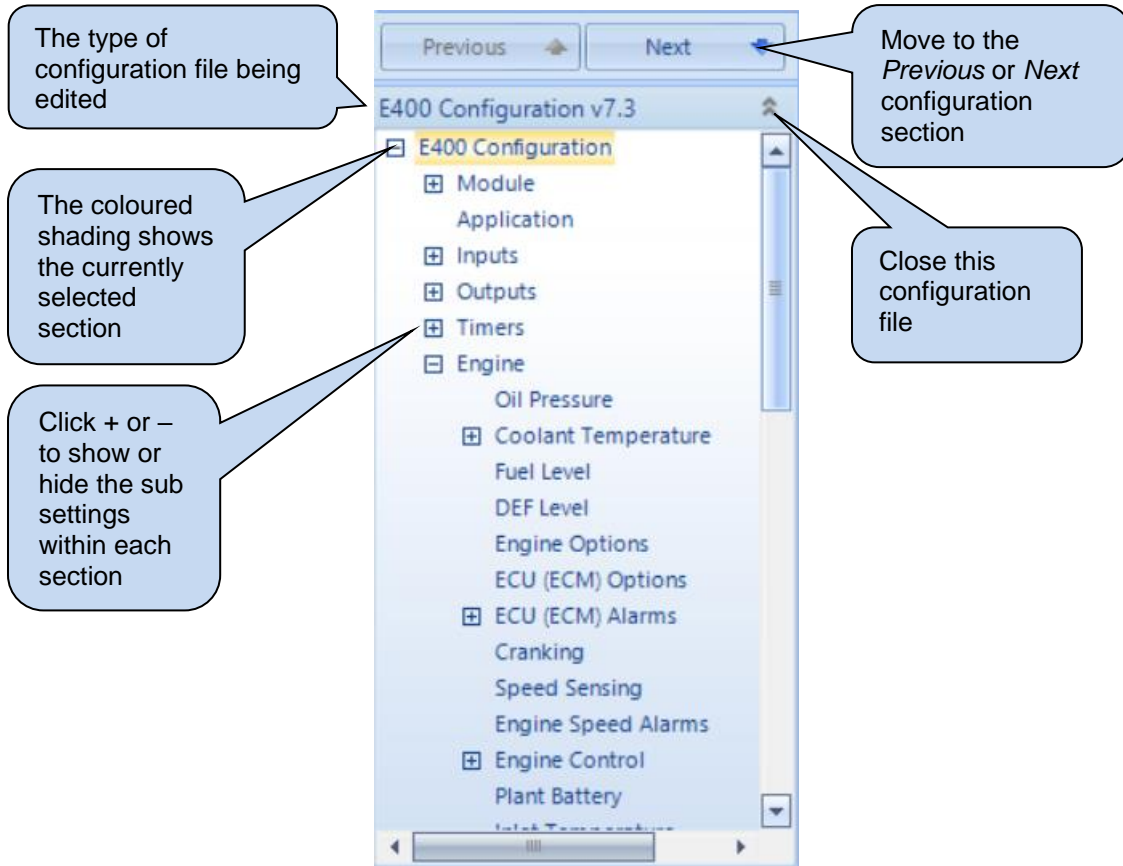 The type of
configuration file being
edited
Previous
Next
Move to the
Previous or Next
configuration
section
E400 Configuration v7.3
E400 Configuration
Module
Application
Inputs
Outputs
Timers
Engine
Oil Pressure
Coolant Temperature
Fuel Level
DEF Level
Engine Options
ECU (ECM) Options
ECU (ECM) Alarms
Cranking
Speed Sensing
Engine Speed Alarms
Engine Control
Plant Battery
The coloured
shading shows
the currently
selected
section
Close this
configuration
file
Click + or –
to show or
hide the sub
settings
within each
section